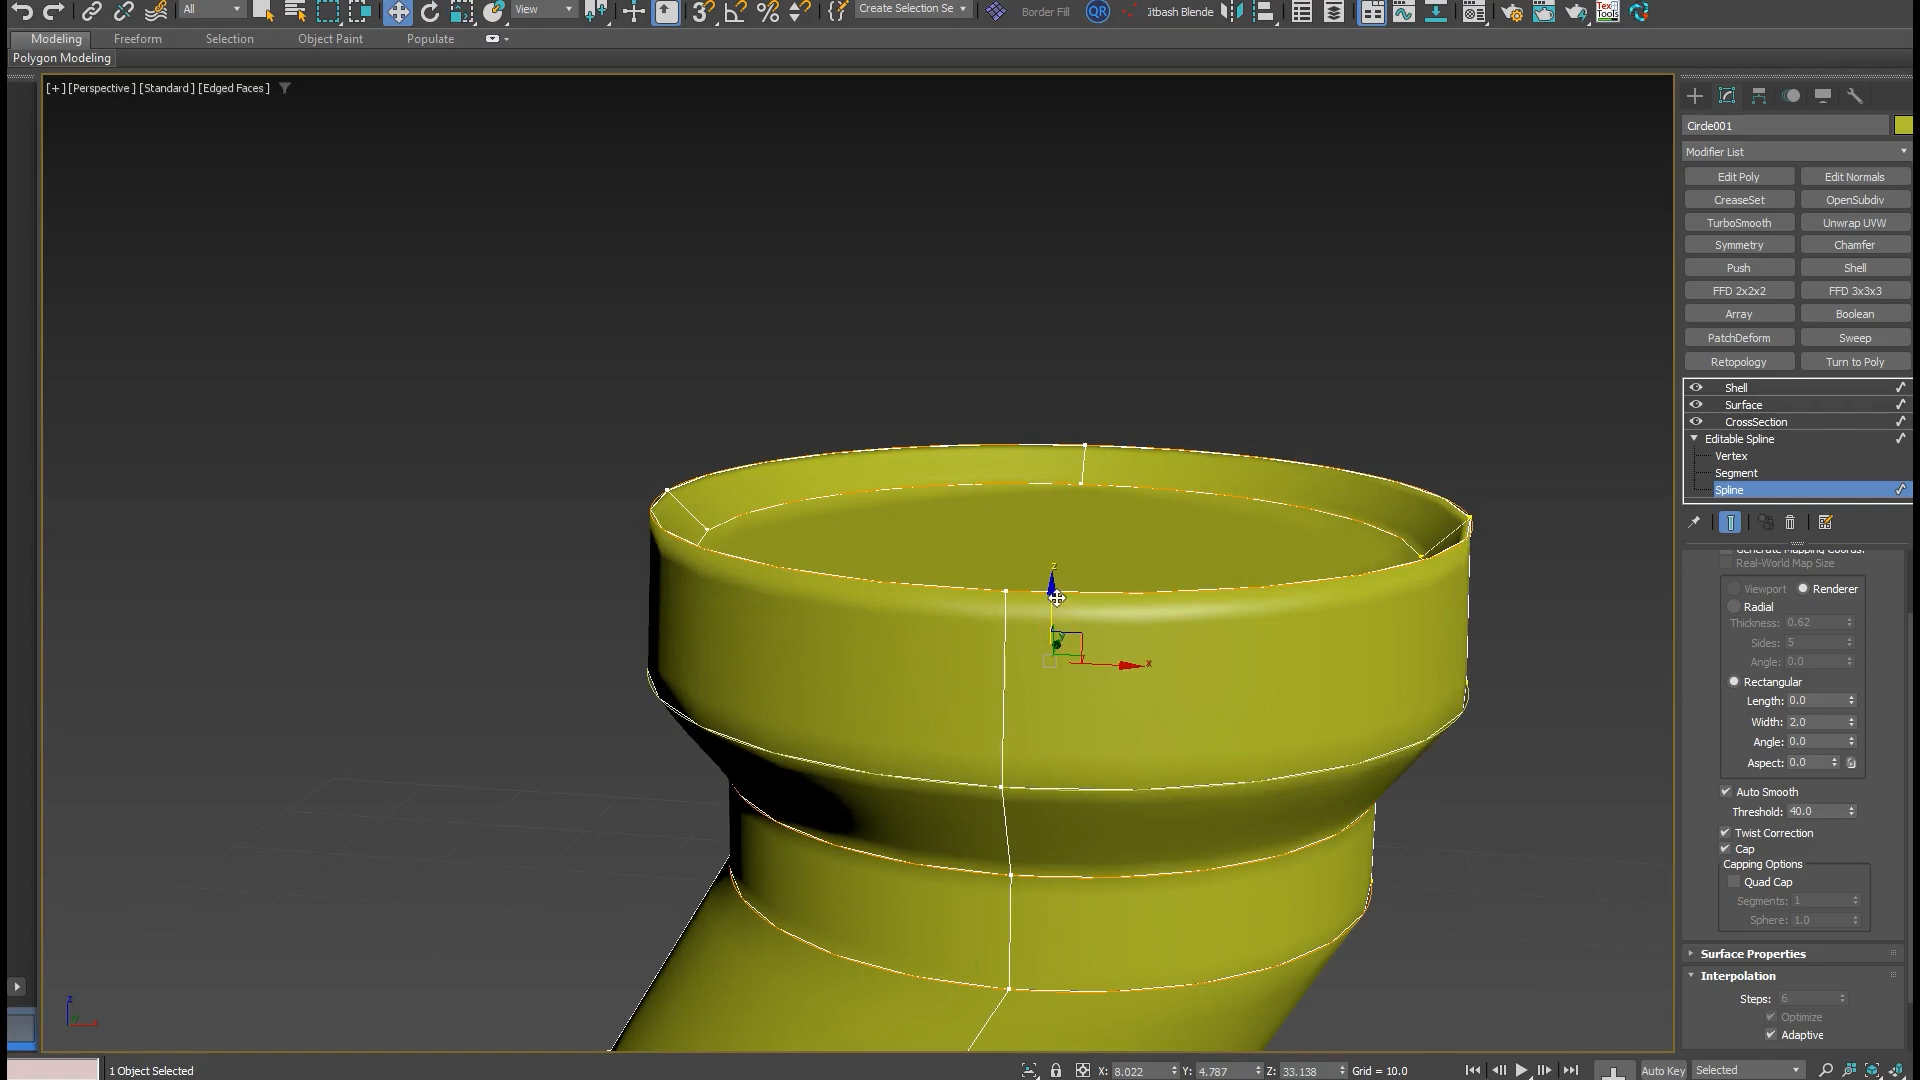 All
View
Create Selection Se
Border Fill
QR
Jtbash Blende
Modeling Freeform Selection Object Paint Populate
Polygon Modeling
[+] [Perspective] [Standard] [Edged Faces]
Circle001
Modifier List
Edit Poly Edit Normals
CreaseSet OpenSubdiv
TurboSmooth Unwrap UVW
Symmetry Chamfer
Push Shell
FFD 2x2x2 FFD 3x3x3
Array Boolean
PatchDeform Sweep
Retopology Turn to Poly
Shell
Surface
CrossSection
Editable Spline
Vertex
Segment
Spline
Generate Mapping Coords.
Real-World Map Size
Viewport Renderer
Radial
Thickness: 0.62
Sides: 5
Angle: 0.0
Rectangular
Length: 0.0
Width: 2.0
Angle: 0.0
Aspect: 0.0
Auto Smooth
Threshold: 40.0
Twist Correction
Cap
Capping Options
Quad Cap
Segments: 1
Sphere: 1.0
Surface Properties
Interpolation
Steps: 6
Optimize
Adaptive
z
y
x
z
1 Object Selected
X: 8.022 Y: 4.787 Z: 33.138 Grid = 10.0
Auto Key Selected